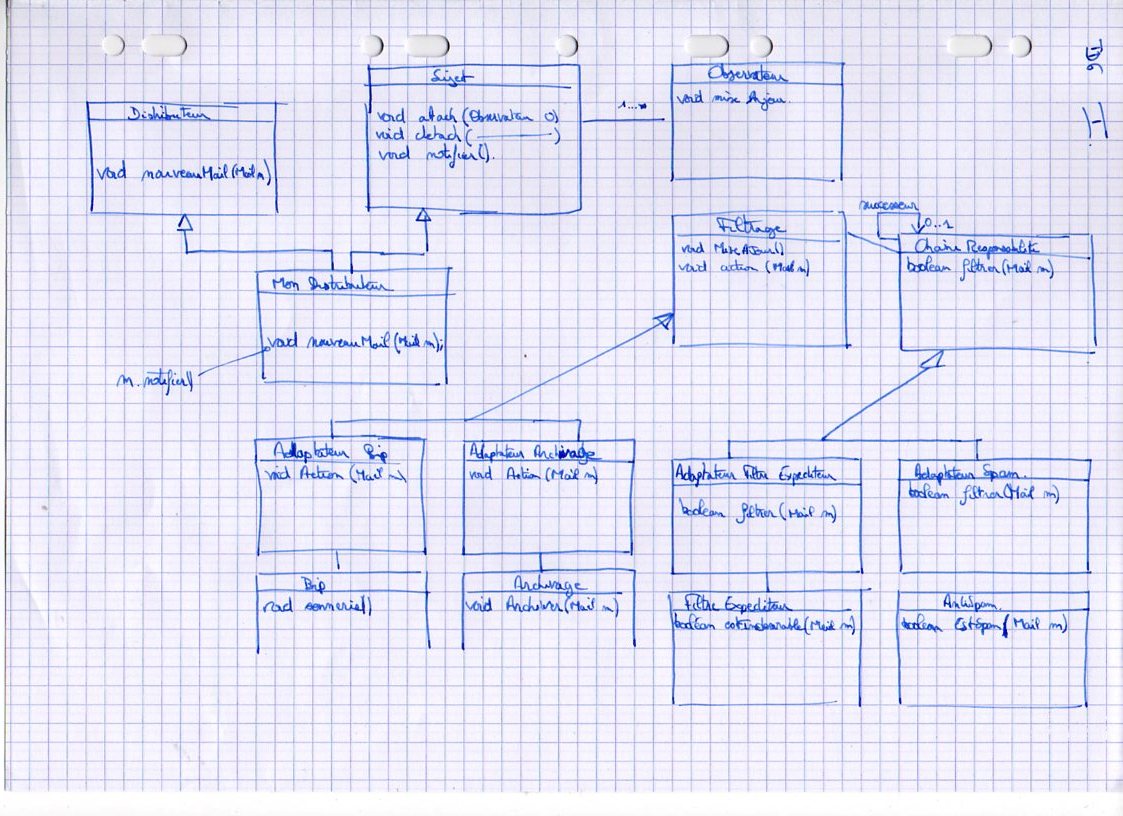 Sujet
void attach (Observateur O)
void detach (————)
void notifier().
1...*
Observateur
void mise Ajour.
Distributeur
void nouveauMail (Mail m)
successeur
0..1
Filtrage
void MiseAJour()
void action (Mail m)
Chaine Responsabilite
boolean filtrer (Mail m)
Mon Distributeur
void nouveauMail (Mail m);
m. notifier()
Adaptateur Bip
void Action (Mail m)
Adaptateur Archivage
void Action (Mail m)
Adaptateur Filtre Expediteur
boolean filtrer (Mail m)
Adaptateur Spam.
boolean filtrer (Mail m)
Bip
void sonnerie()
Archivage
void Archiver (Mail m)
Filtre Expediteur
boolean estIndesirable (Mail m)
AntiSpam.
boolean EstSpam (Mail m)